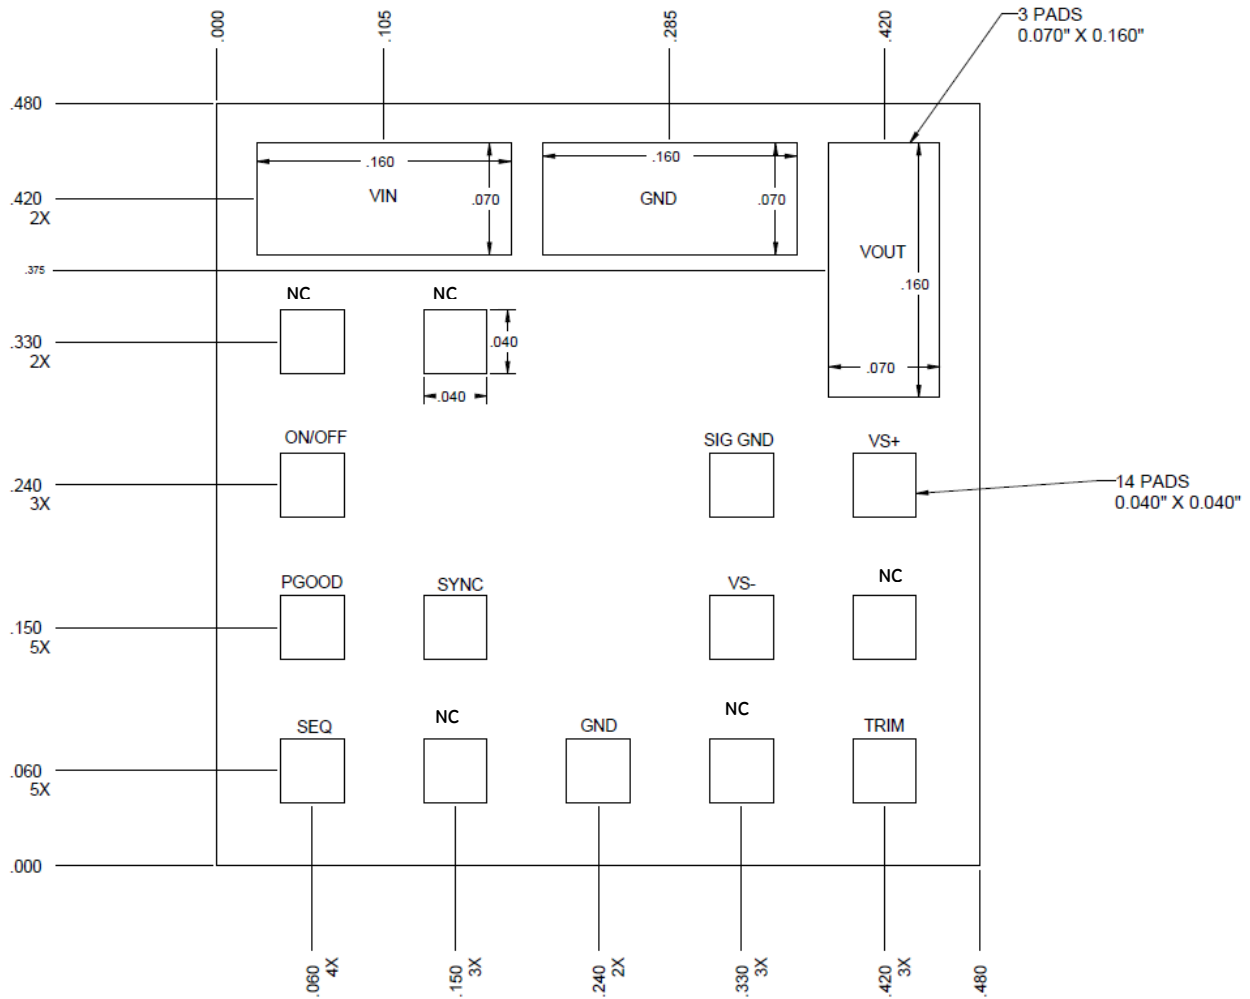 .000
.105
.285
.420
3 PADS
0.070" X 0.160"
.480
.160
.160
.420
2X
VIN
.070
GND
.070
VOUT
.375
.160
NC
NC
.330
2X
.040
.070
.040
ON/OFF
SIG GND
VS+
.240
3X
14 PADS
0.040" X 0.040"
PGOOD
SYNC
VS-
NC
.150
5X
SEQ
NC
GND
NC
TRIM
.060
5X
.000
.060 4X
.150 3X
.240 2X
.330 3X
.420 3X
.480